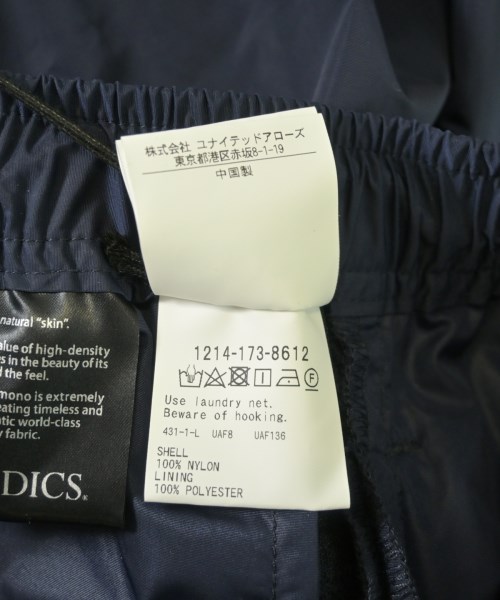 株式会社 ユナイテッドアローズ
東京都港区赤坂8-1-19
中国製
1214-173-8612
Use laundry net.
Beware of hooking.
431-1-L UAF8 UAF136
SHELL
100% NYLON
LINING
100% POLYESTER
natural "skin".
alue of high-density
s in the beauty of its
d the feel.
mono is extremely
eating timeless and
tic world-class
y fabric.
DICS®